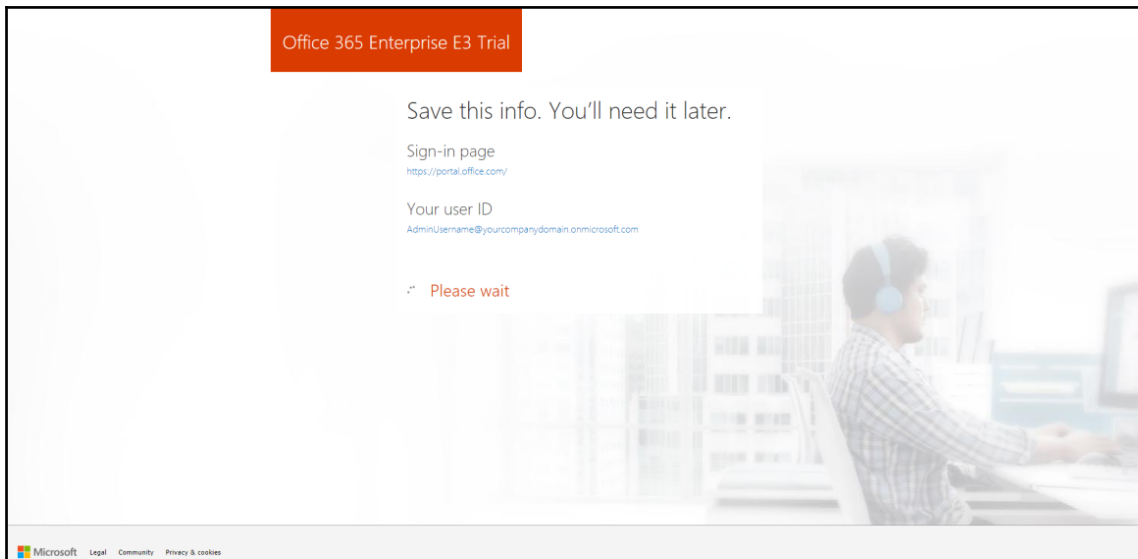 Office 365 Enterprise E3 Trial
Save this info. You'll need it later.
Sign-in page
https://portal.office.com/
Your user ID
AdminUsername@yourcompanydomain.onmicrosoft.com
Please wait
Microsoft Legal Community Privacy & cookies